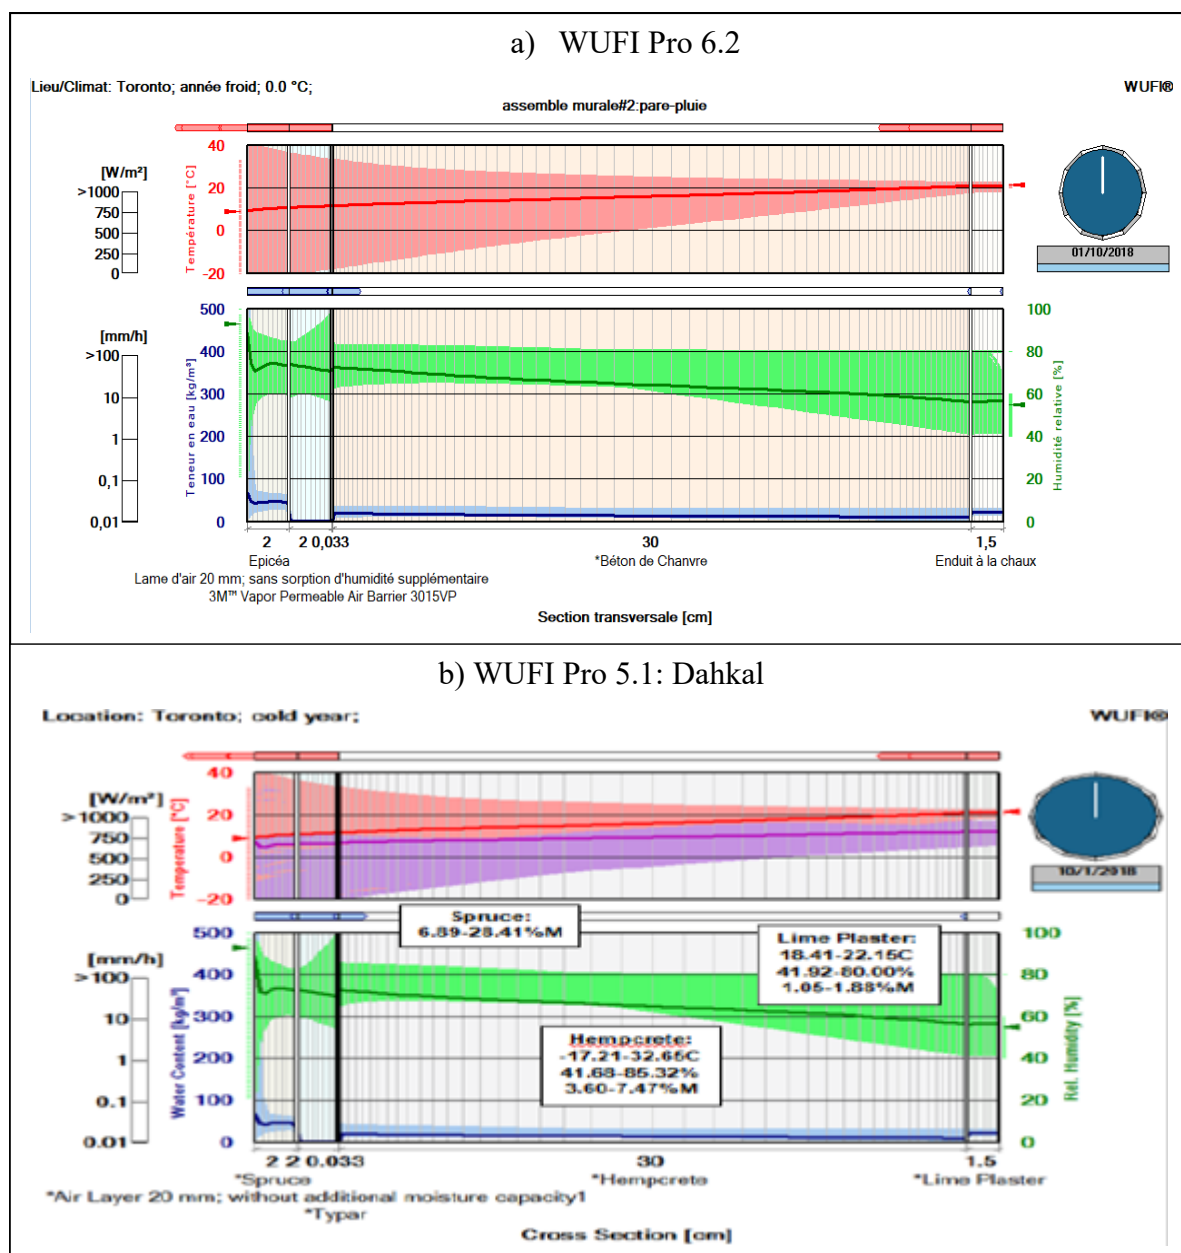 a) WUFI Pro 6.2
Lieu/Climat: Toronto; année froid; 0.0 °C;
WUFI®
assemble murale#2:pare-pluie
[W/m²]
>1000
750
500
250
0
Température [°C]
40
20
0
-20
01/10/2018
[mm/h]
>100
10
1
0,1
0,01
Teneur en eau [kg/m³]
500
400
300
200
100
0
100
80
60
40
20
0
Humidité relative [%]
2 2 0,033 30 1,5
Epicéa *Béton de Chanvre Enduit à la chaux
Lame d'air 20 mm; sans sorption d'humidité supplémentaire
3M™ Vapor Permeable Air Barrier 3015VP
Section transversale [cm]
b) WUFI Pro 5.1: Dahkal
Location: Toronto; cold year;
WUFI®
[W/m²]
>1000
750
500
250
0
Temperature [°C]
40
20
0
-20
10/1/2018
[mm/h]
>100
10
1
0.1
0.01
Water Content [kg/m³]
500
400
300
200
100
0
Spruce:
6.89-28.41%M
Lime Plaster:
18.41-22.15C
41.92-80.00%
1.05-1.88%M
Hempcrete:
-17.21-32.65C
41.68-85.32%
3.60-7.47%M
100
80
60
40
20
0
Rel. Humidity [%]
2 2 0.033 30 1.5
*Spruce *Hempcrete *Lime Plaster
*Air Layer 20 mm; without additional moisture capacity1
*Typar
Cross Section [cm]